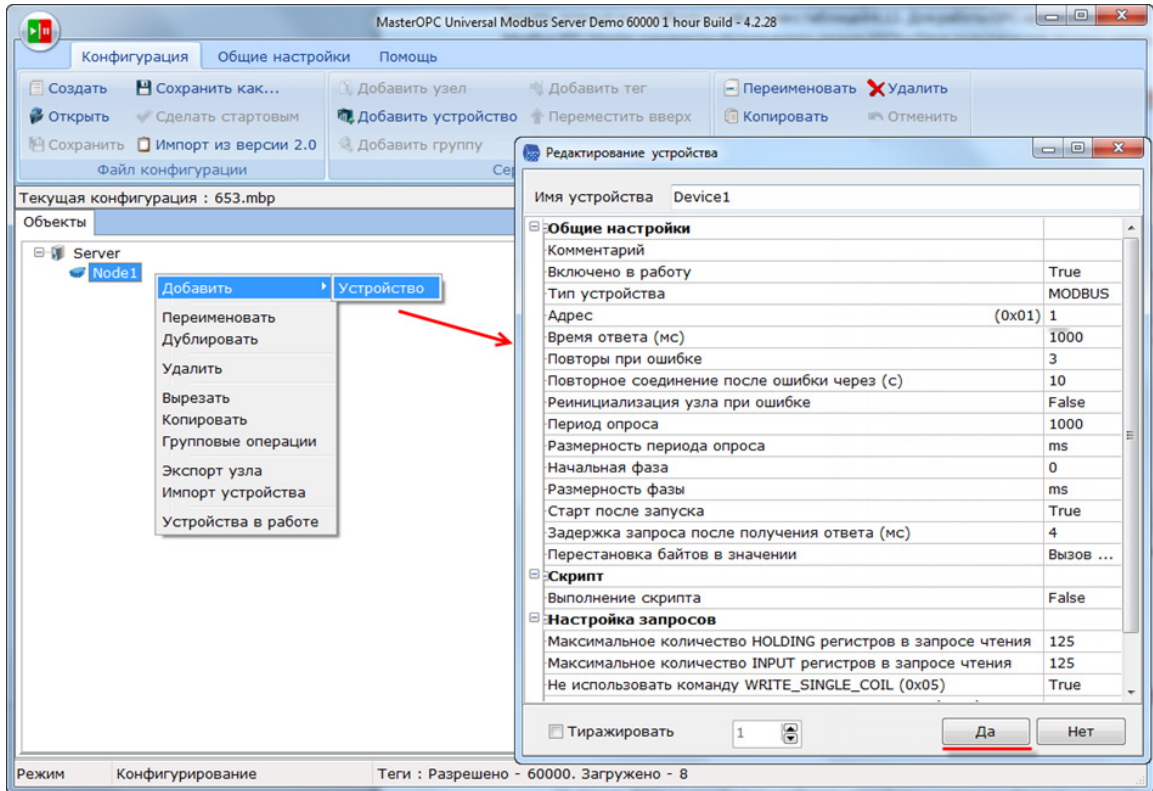 MasterOPC Universal Modbus Server Demo 60000 1 hour Build - 4.2.28
Конфигурация Общие настройки Помощь
Создать Сохранить как... Добавить узел Добавить тег Переименовать Удалить
Открыть Сделать стартовым Добавить устройство Переместить вверх Копировать Отменить
Сохранить Импорт из версии 2.0 Добавить группу
Файл конфигурации
Текущая конфигурация : 653.mbp
Объекты
Server
Node1
Добавить
Устройство
Переименовать
Дублировать
Удалить
Вырезать
Копировать
Групповые операции
Экспорт узла
Импорт устройства
Устройства в работе
Редактирование устройства
Имя устройства Device1
Общие настройки
Комментарий
Включено в работу True
Тип устройства MODBUS
Адрес (0x01) 1
Время ответа (мс) 1000
Повторы при ошибке 3
Повторное соединение после ошибки через (с) 10
Реинициализация узла при ошибке False
Период опроса 1000
Размерность периода опроса ms
Начальная фаза 0
Размерность фазы ms
Старт после запуска True
Задержка запроса после получения ответа (мс) 4
Перестановка байтов в значении Вызов ...
Скрипт
Выполнение скрипта False
Настройка запросов
Максимальное количество HOLDING регистров в запросе чтения 125
Максимальное количество INPUT регистров в запросе чтения 125
Не использовать команду WRITE_SINGLE_COIL (0x05) True
Тиражировать 1 Да Нет
Режим Конфигурирование Теги : Разрешено - 60000. Загружено - 8